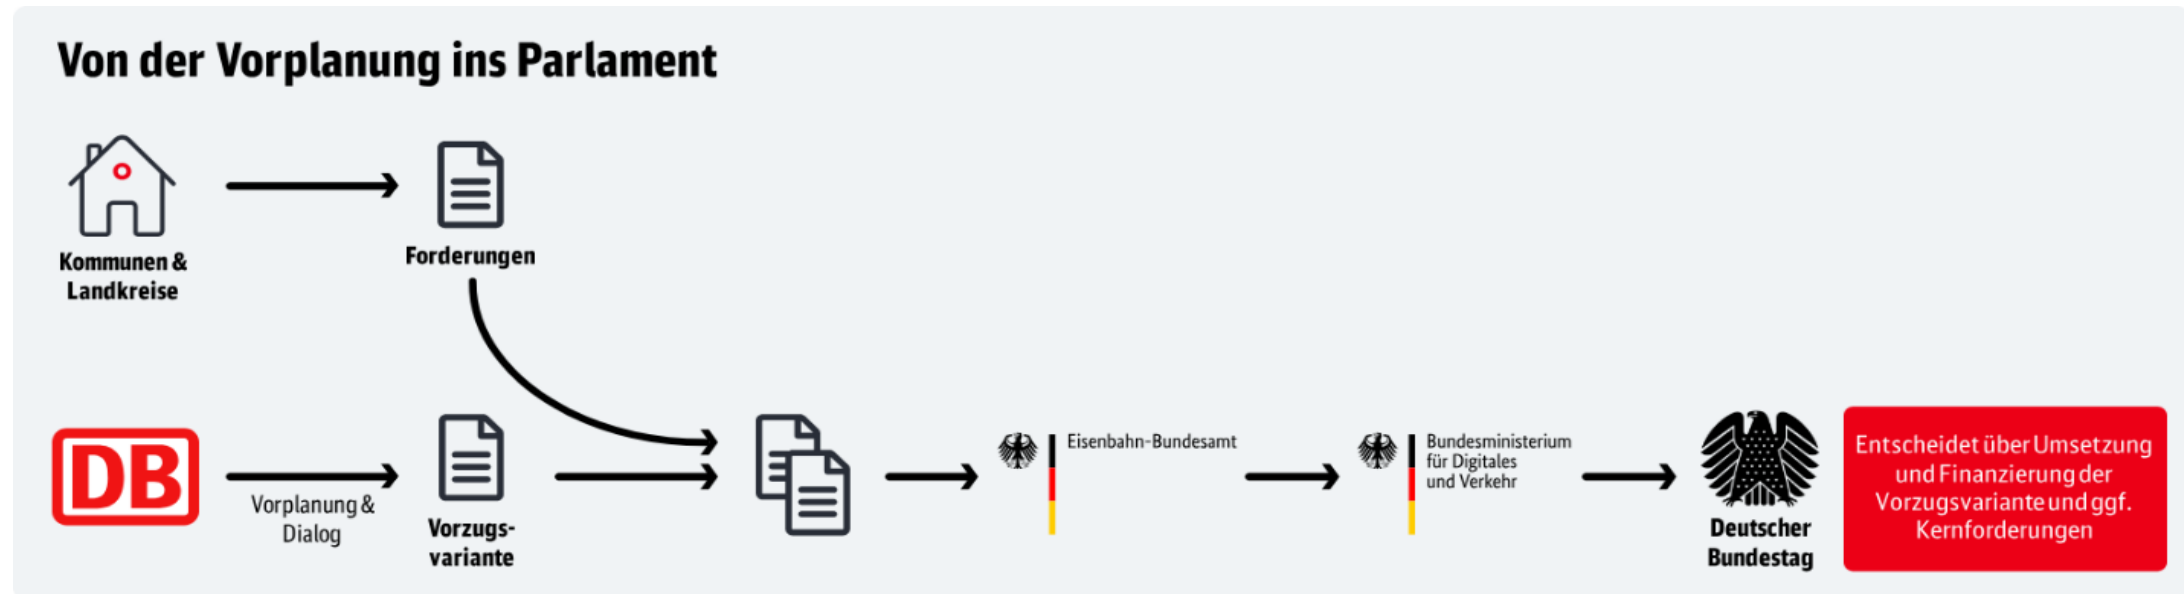 Von der Vorplanung ins Parlament
Kommunen &
Landkreise
Forderungen
DB
Vorplanung &
Dialog
Vorzugs-
variante
Eisenbahn-Bundesamt
Bundesministerium
für Digitales
und Verkehr
Deutscher
Bundestag
Entscheidet über Umsetzung
und Finanzierung der
Vorzugsvariante und ggf.
Kernforderungen